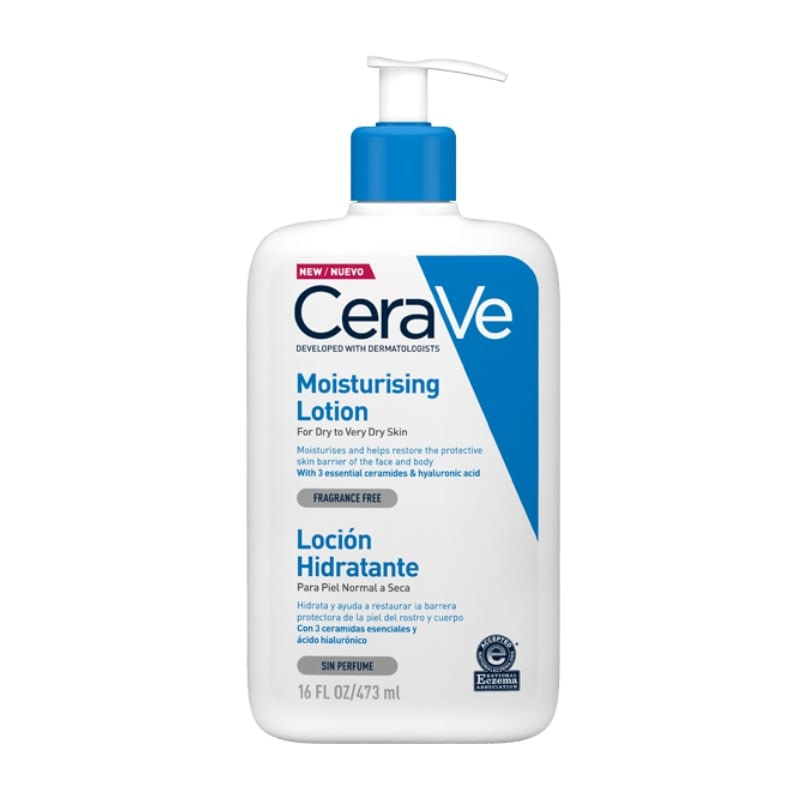 NEW / NUEVO
CeraVe
DEVELOPED WITH DERMATOLOGISTS
Moisturising
Lotion
For Dry to Very Dry Skin
Moisturises and helps restore the protective
skin barrier of the face and body
With 3 essential ceramides & hyaluronic acid
FRAGRANCE FREE
Loción
Hidratante
Para Piel Normal a Seca
Hidrata y ayuda a restaurar la barrera
protectora de la piel del rostro y cuerpo
Con 3 ceramidas esenciales y
ácido hialurónico
SIN PERFUME
16 FL OZ/473 ml
ACCEPTED
e
NATIONAL
Eczema
ASSOCIATION